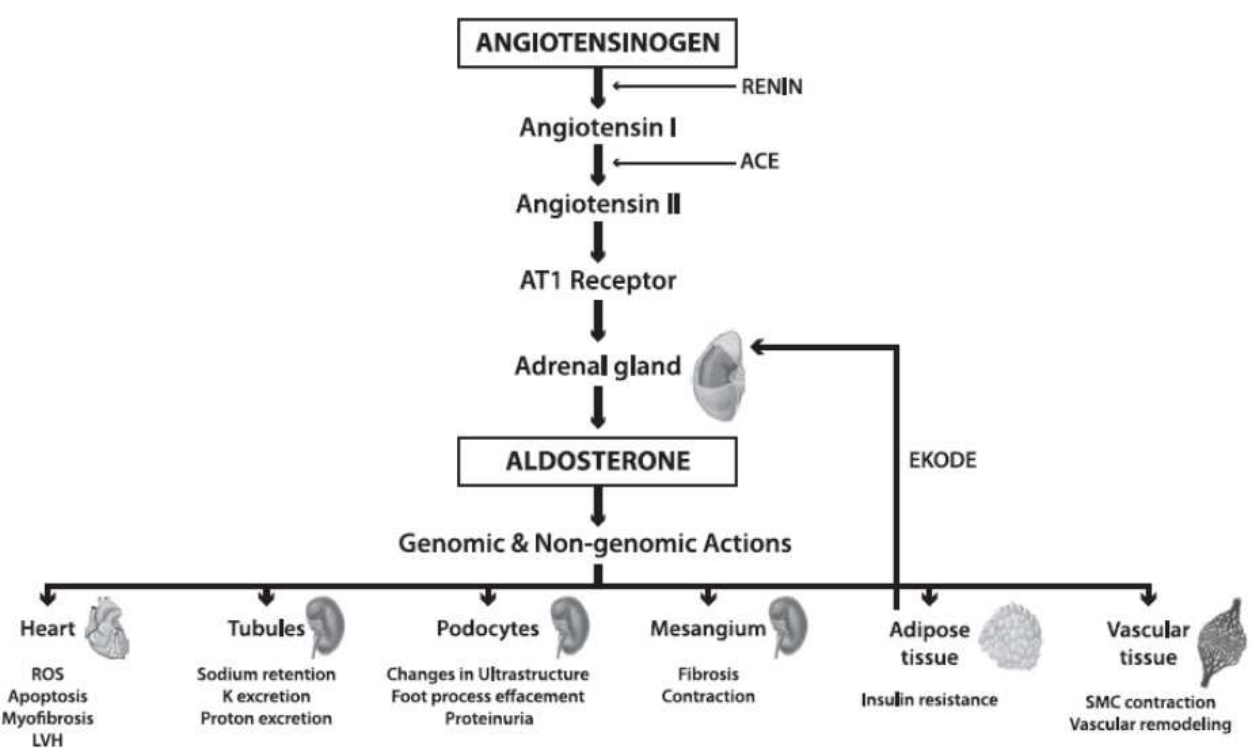 ANGIOTENSINOGEN
RENIN
Angiotensin I
ACE
Angiotensin II
AT1 Receptor
Adrenal gland
ALDOSTERONE
EKODE
Genomic & Non-genomic Actions
Heart
ROS
Apoptosis
Myofibrosis
LVH
Tubules
Sodium retention
K excretion
Proton excretion
Podocytes
Changes in Ultrastructure
Foot process effacement
Proteinuria
Mesangium
Fibrosis
Contraction
Adipose
tissue
Insulin resistance
Vascular
tissue
SMC contraction
Vascular remodeling